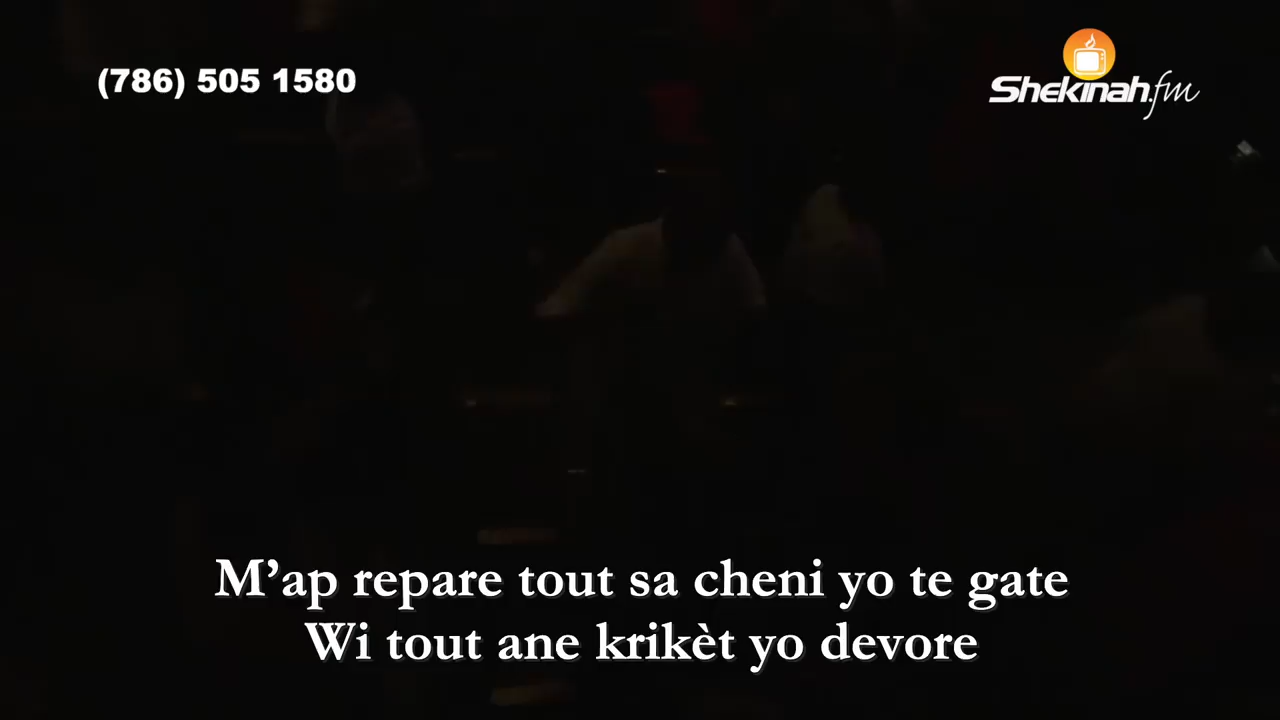 (786) 505 1580
Shekinah.fm
M’ap repare tout sa cheni yo te gate
Wi tout ane krikèt yo devore